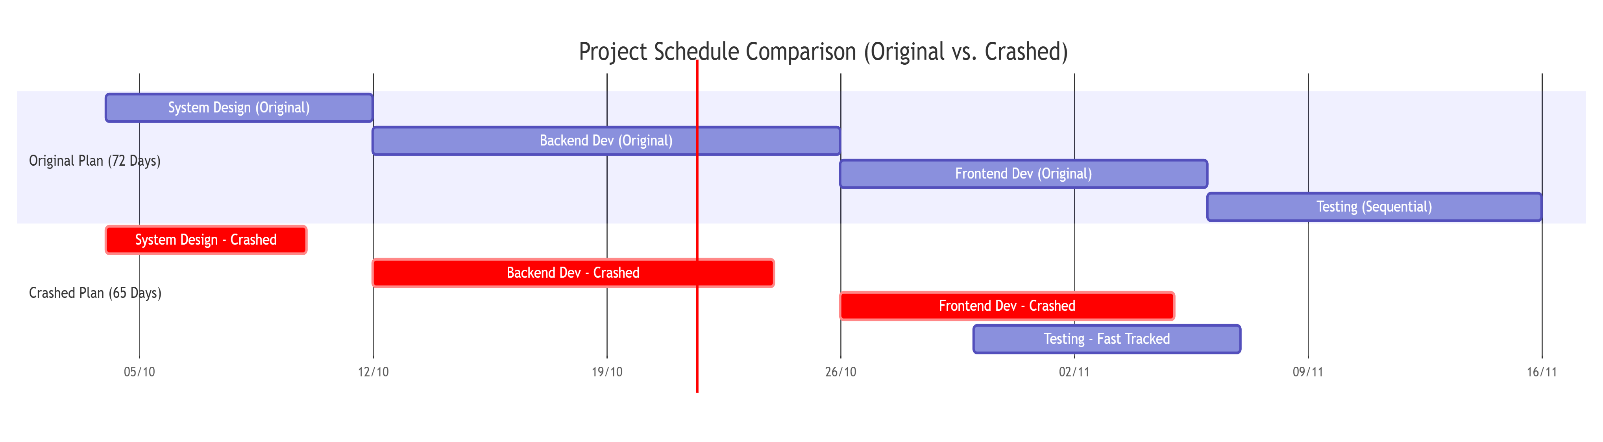 Project Schedule Comparison (Original vs. Crashed)
System Design (Original)
Backend Dev (Original)
Original Plan (72 Days)
Frontend Dev (Original)
Testing (Sequential)
System Design - Crashed
Backend Dev - Crashed
Crashed Plan (65 Days)
Frontend Dev - Crashed
Testing - Fast Tracked
05/10 12/10 19/10 26/10 02/11 09/11 16/11